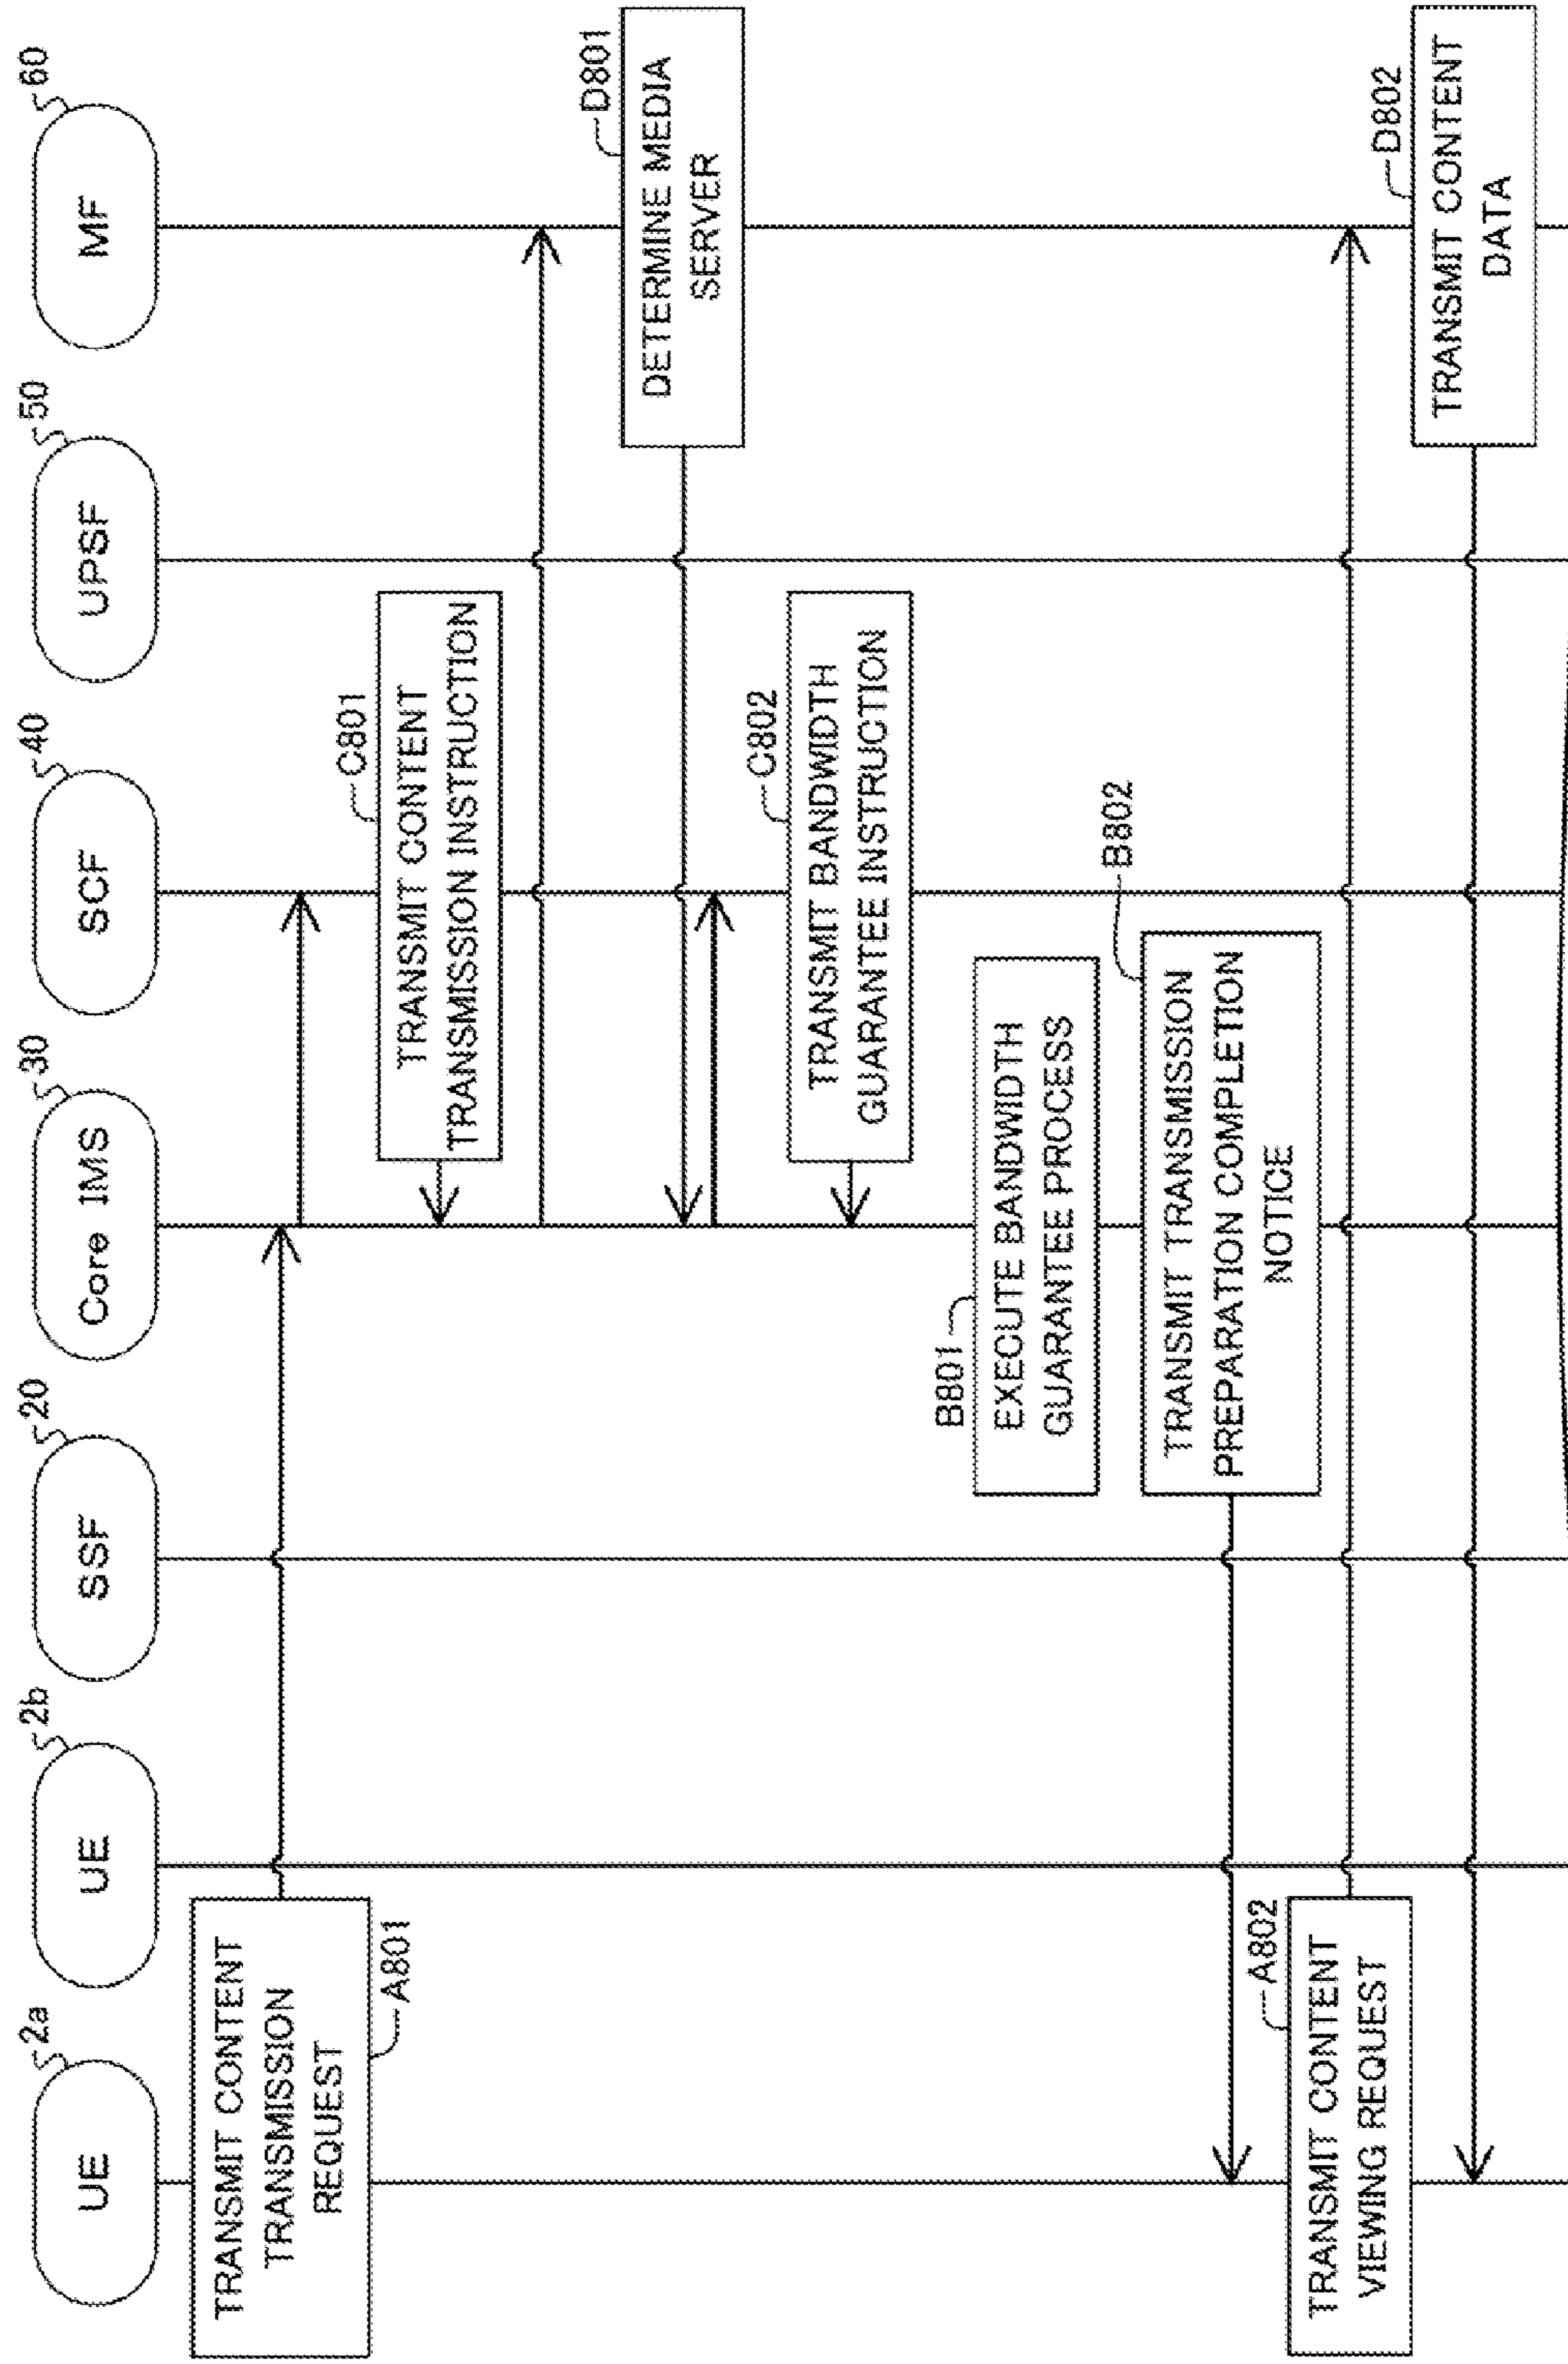 UE
2a
UE
2b
SSF
20
Core IMS
30
SCF
40
UPSF
50
MF
60
TRANSMIT CONTENT
TRANSMISSION
REQUEST
A801
TRANSMIT CONTENT
TRANSMISSION INSTRUCTION
C801
DETERMINE MEDIA
SERVER
D801
TRANSMIT BANDWIDTH
GUARANTEE INSTRUCTION
C802
B801
EXECUTE BANDWIDTH
GUARANTEE PROCESS
B802
TRANSMIT TRANSMISSION
PREPARATION COMPLETION
NOTICE
A802
TRANSMIT CONTENT
VIEWING REQUEST
D802
TRANSMIT CONTENT
DATA